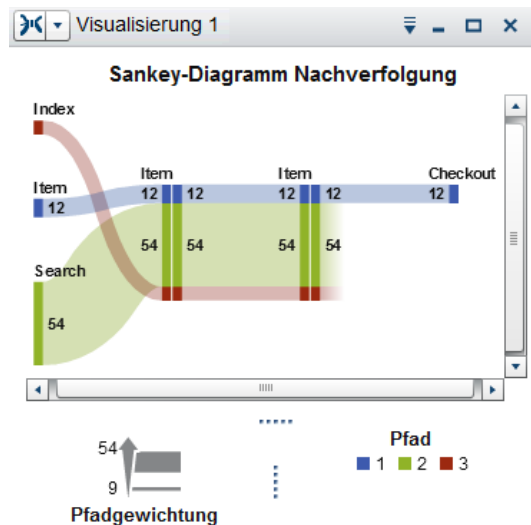 Visualisierung 1
Sankey-Diagramm Nachverfolgung
Index
Item Item Item Checkout
12 12 12 12 12 12
Search
54 54 54 54 54
54
9
Pfadgewichtung
Pfad
1 2 3